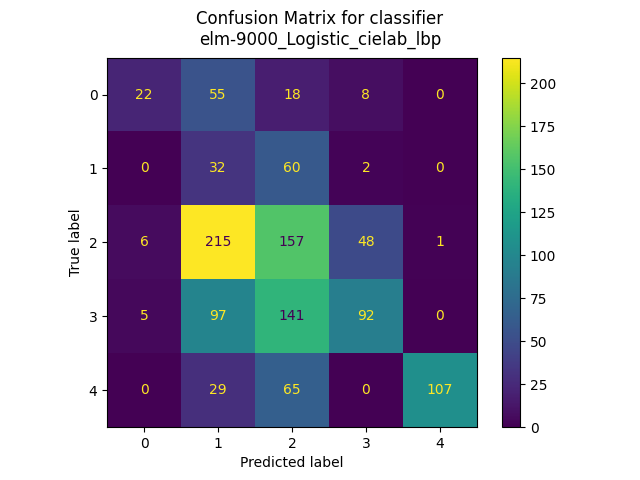 Confusion Matrix for classifier
elm-9000_Logistic_cielab_lbp
True label
0 22 55 18 8 0
1 0 32 60 2 0
2 6 215 157 48 1
3 5 97 141 92 0
4 0 29 65 0 107
0 1 2 3 4
Predicted label
200
175
150
125
100
75
50
25
0